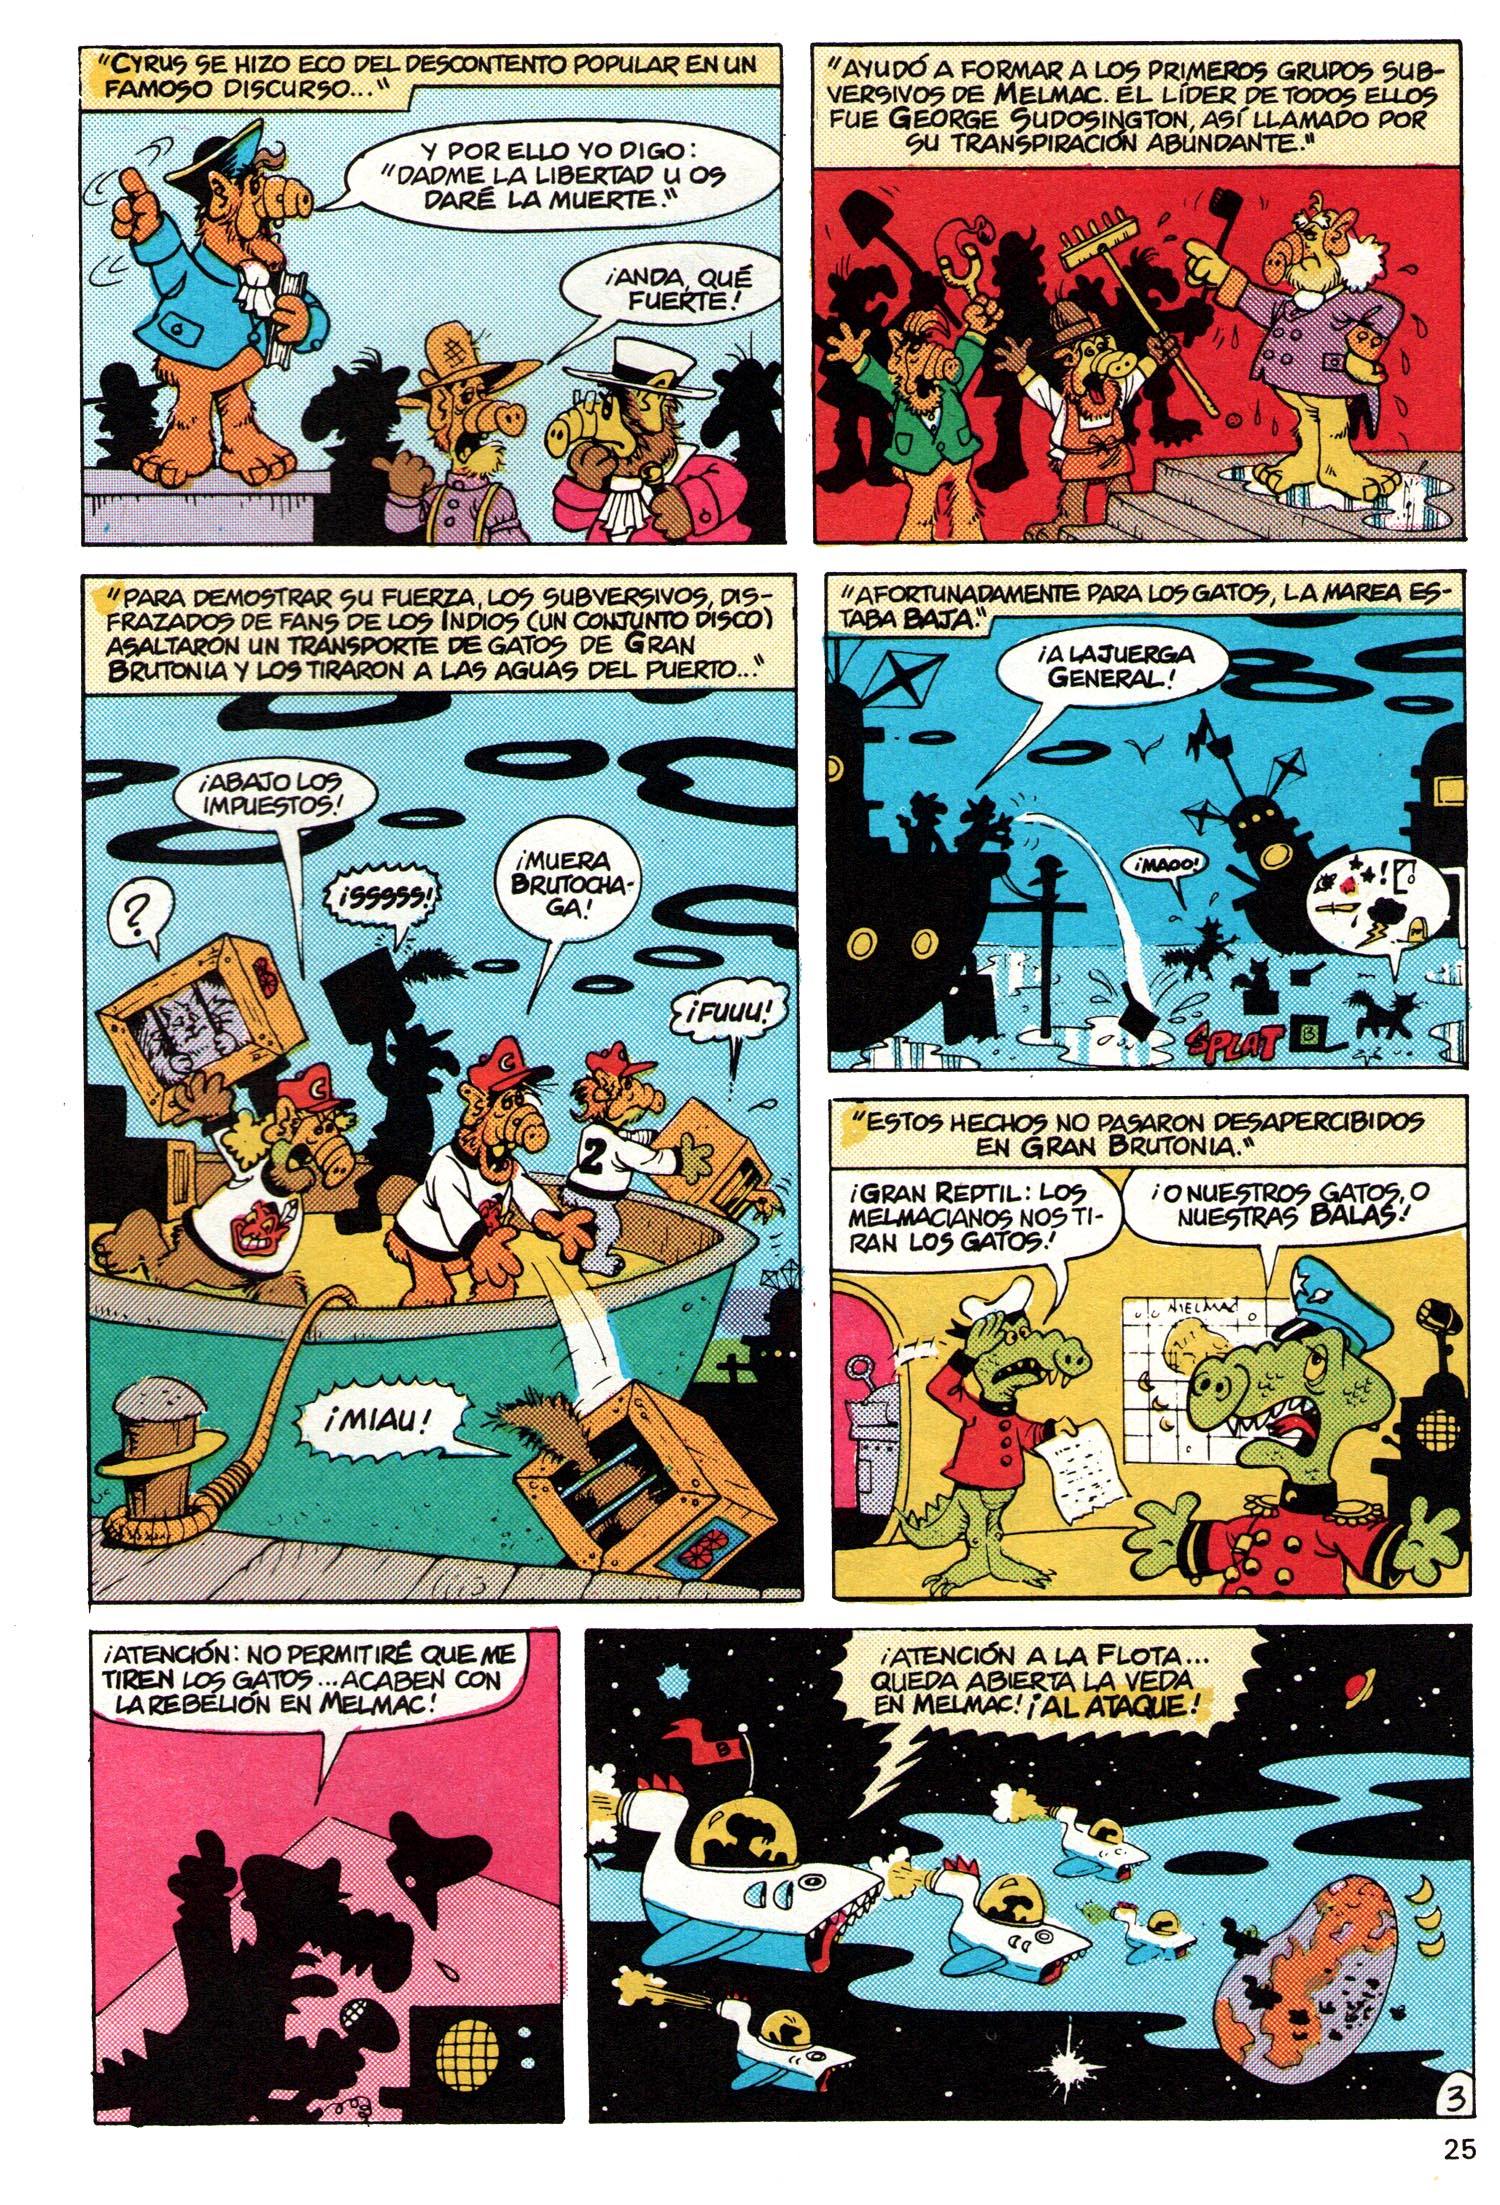 "CYRUS SE HIZO ECO DEL DESCONTENTO POPULAR EN UN
FAMOSO DISCURSO..."
Y POR ELLO YO DIGO:
"DADME LA LIBERTAD U OS
DARÉ LA MUERTE."
¡ANDA, QUÉ
FUERTE!
"AYUDÓ A FORMAR A LOS PRIMEROS GRUPOS SUB-
VERSIVOS DE MELMAC. EL LÍDER DE TODOS ELLOS
FUE GEORGE SUDOSINGTON, ASÍ LLAMADO POR
SU TRANSPIRACIÓN ABUNDANTE."
"PARA DEMOSTRAR SU FUERZA, LOS SUBVERSIVOS, DIS-
FRAZADOS DE FANS DE LOS INDIOS (UN CONJUNTO DISCO)
ASALTARON UN TRANSPORTE DE GATOS DE GRAN
BRUTONIA Y LOS TIRARON A LAS AGUAS DEL PUERTO..."
¡ABAJO LOS
IMPUESTOS!
?
¡SSSSS!
¡MUERA
BRUTOCHA-
GA!
¡FUUU!
C
C
2
¡MIAU!
"AFORTUNADAMENTE PARA LOS GATOS, LA MAREA ES-
TABA BAJA."
¡A LA JUERGA
GENERAL!
¡MAOO!
!
SPLAT
B
"ESTOS HECHOS NO PASARON DESAPERCIBIDOS
EN GRAN BRUTONIA."
¡GRAN REPTIL: LOS
MELMACIANOS NOS TI-
RAN LOS GATOS!
¡O NUESTROS GATOS, O
NUESTRAS BALAS!
MELMAC
¡ATENCIÓN: NO PERMITIRÉ QUE ME
TIREN LOS GATOS... ACABEN CON
LA REBELIÓN EN MELMAC!
¡ATENCIÓN A LA FLOTA...
QUEDA ABIERTA LA VEDA
EN MELMAC! ¡AL ATAQUE!
B
3
25